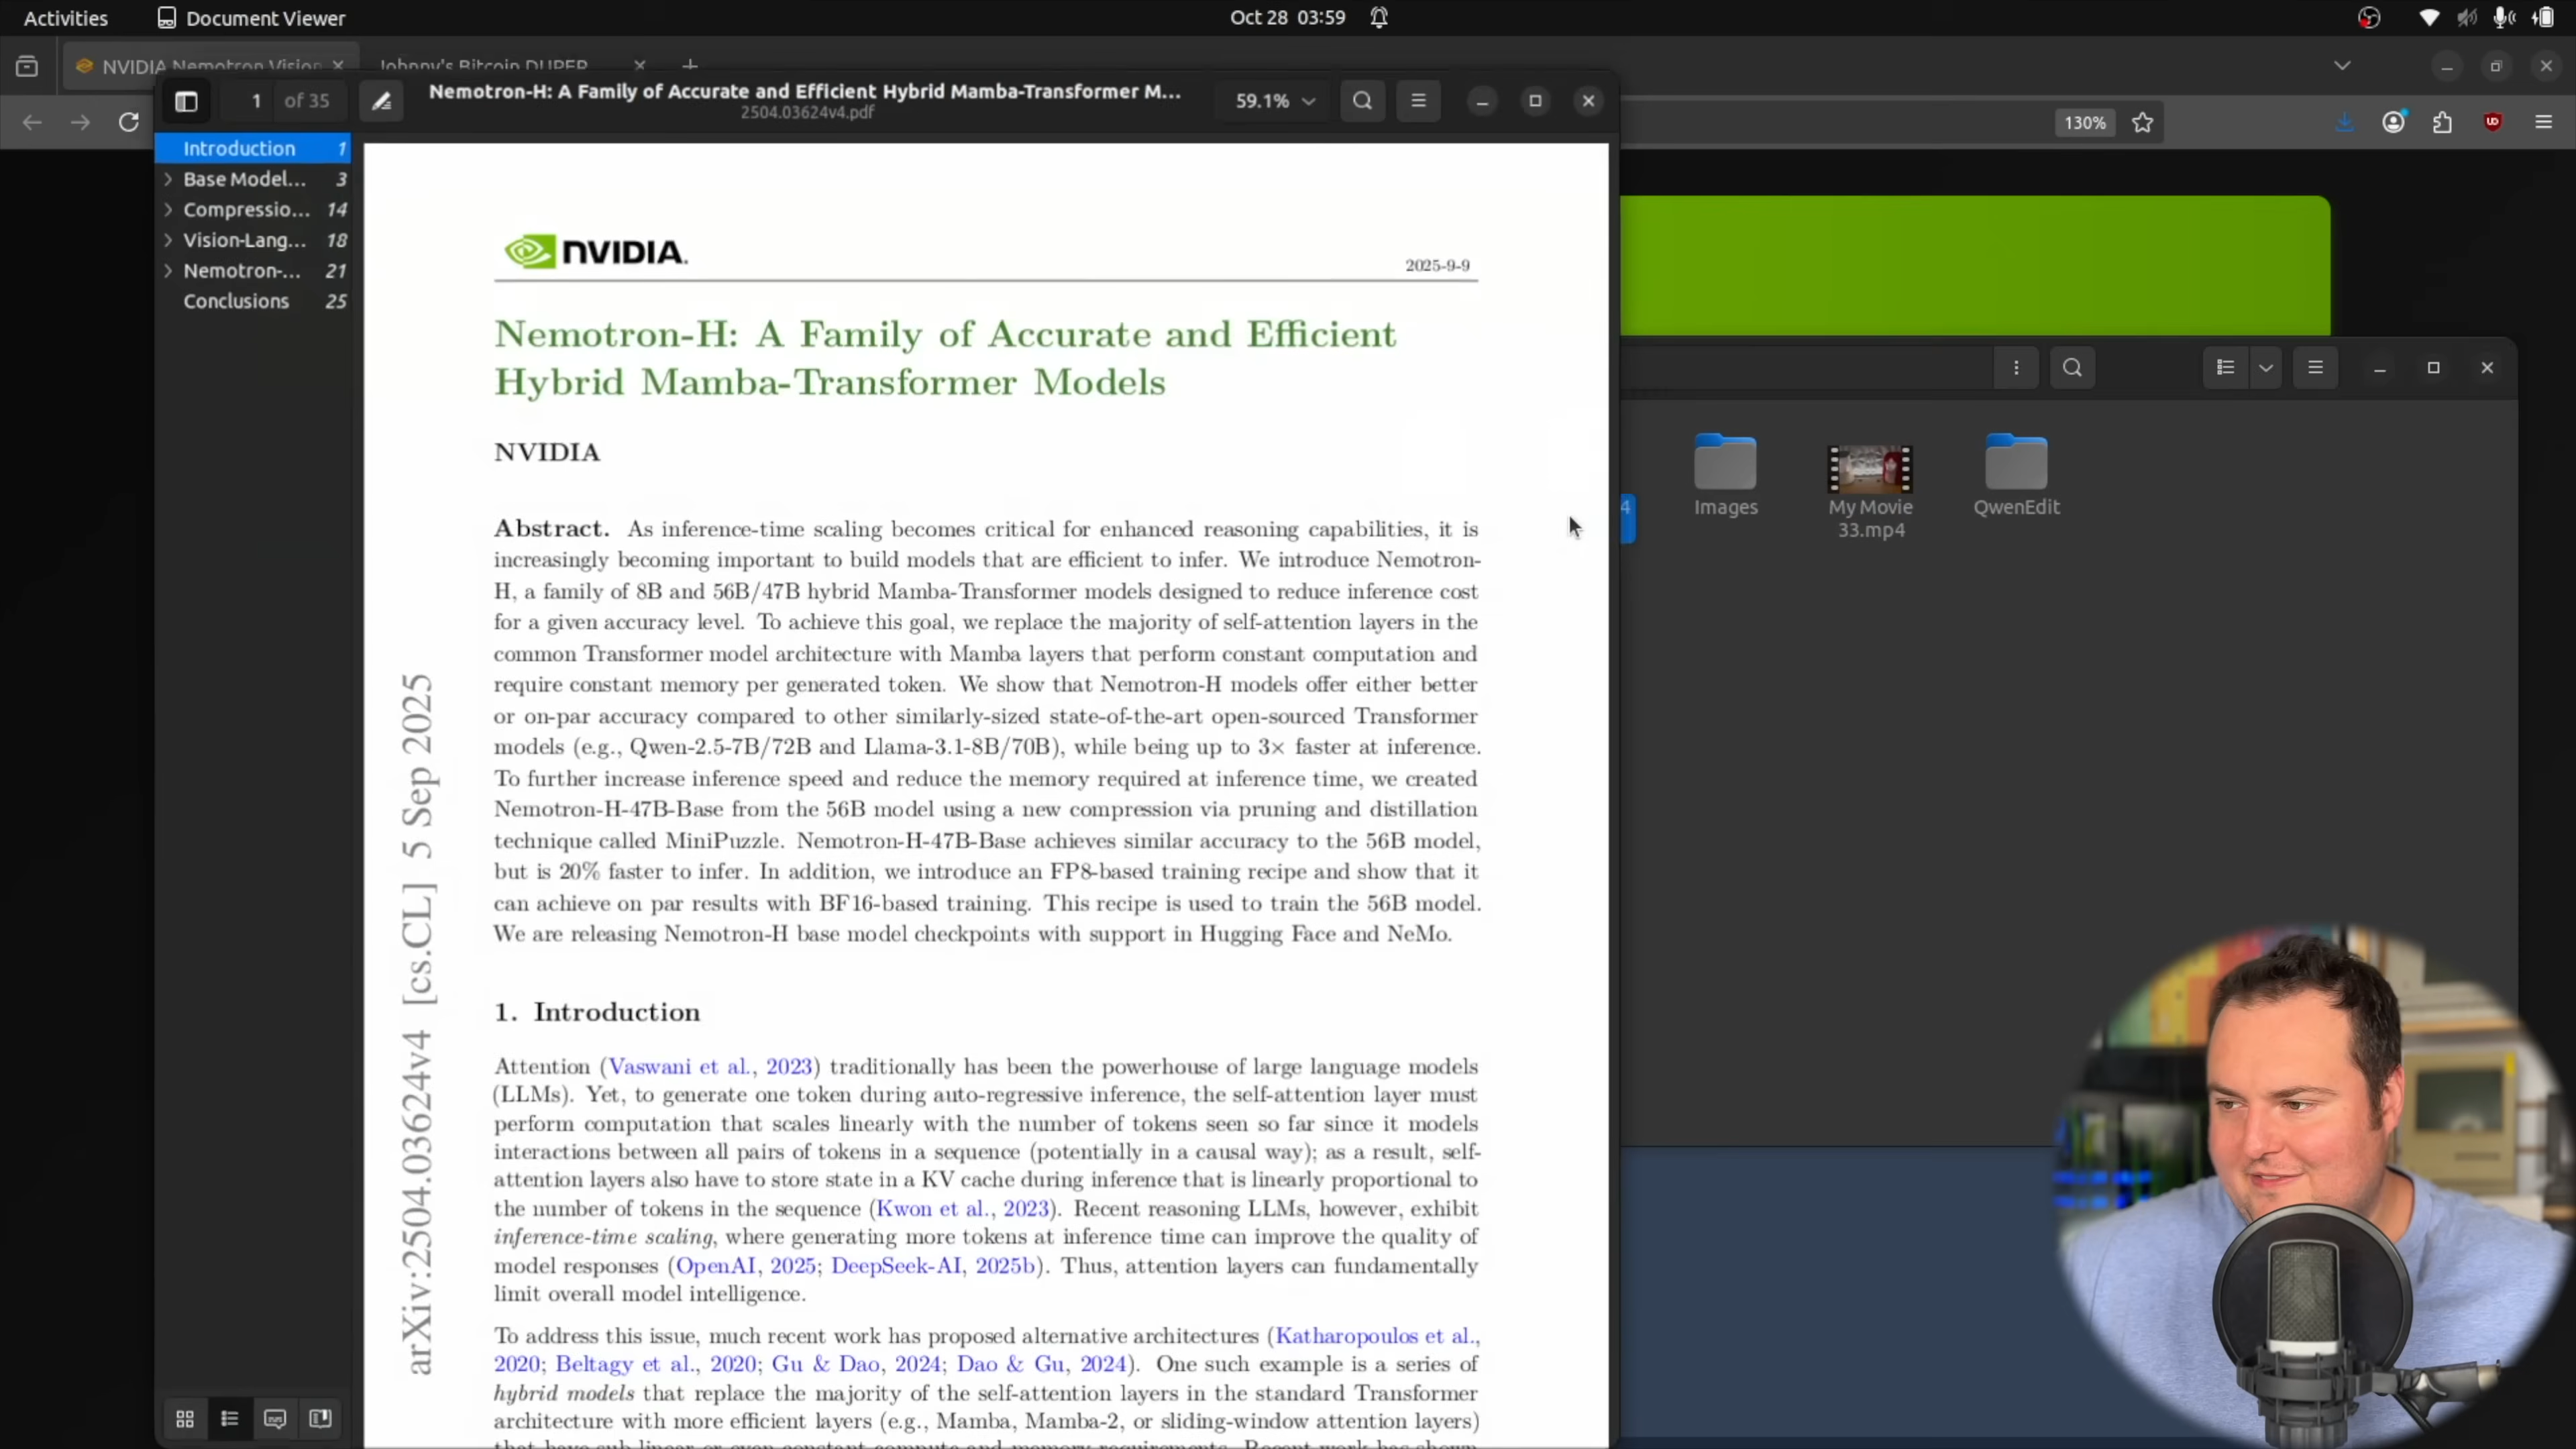 Activities
Document Viewer
Oct 28 03:59
NVIDIA Nemotron Vision
Johnny's Bitcoin DUPER
1 of 35
Nemotron-H: A Family of Accurate and Efficient Hybrid Mamba-Transformer M...
2504.03624v4.pdf
59.1%
130%
Introduction 1
Base Model... 3
Compressio... 14
Vision-Lang... 18
Nemotron-... 21
Conclusions 25
NVIDIA.
2025-9-9
Nemotron-H: A Family of Accurate and Efficient
Hybrid Mamba-Transformer Models
NVIDIA
Abstract. As inference-time scaling becomes critical for enhanced reasoning capabilities, it is
increasingly becoming important to build models that are efficient to infer. We introduce Nemotron-
H, a family of 8B and 56B/47B hybrid Mamba-Transformer models designed to reduce inference cost
for a given accuracy level. To achieve this goal, we replace the majority of self-attention layers in the
common Transformer model architecture with Mamba layers that perform constant computation and
require constant memory per generated token. We show that Nemotron-H models offer either better
or on-par accuracy compared to other similarly-sized state-of-the-art open-sourced Transformer
models (e.g., Qwen-2.5-7B/72B and Llama-3.1-8B/70B), while being up to 3× faster at inference.
To further increase inference speed and reduce the memory required at inference time, we created
Nemotron-H-47B-Base from the 56B model using a new compression via pruning and distillation
technique called MiniPuzzle. Nemotron-H-47B-Base achieves similar accuracy to the 56B model,
but is 20% faster to infer. In addition, we introduce an FP8-based training recipe and show that it
can achieve on par results with BF16-based training. This recipe is used to train the 56B model.
We are releasing Nemotron-H base model checkpoints with support in Hugging Face and NeMo.
1. Introduction
Attention (Vaswani et al., 2023) traditionally has been the powerhouse of large language models
(LLMs). Yet, to generate one token during auto-regressive inference, the self-attention layer must
perform computation that scales linearly with the number of tokens seen so far since it models
interactions between all pairs of tokens in a sequence (potentially in a causal way); as a result, self-
attention layers also have to store state in a KV cache during inference that is linearly proportional to
the number of tokens in the sequence (Kwon et al., 2023). Recent reasoning LLMs, however, exhibit
inference-time scaling, where generating more tokens at inference time can improve the quality of
model responses (OpenAI, 2025; DeepSeek-AI, 2025b). Thus, attention layers can fundamentally
limit overall model intelligence.
To address this issue, much recent work has proposed alternative architectures (Katharopoulos et al.,
2020; Beltagy et al., 2020; Gu & Dao, 2024; Dao & Gu, 2024). One such example is a series of
hybrid models that replace the majority of the self-attention layers in the standard Transformer
architecture with more efficient layers (e.g., Mamba, Mamba-2, or sliding-window attention layers)
that have sub-linear or even constant compute and memory requirements. Recent work has shown
arXiv:2504.03624v4 [cs.CL] 5 Sep 2025
4
Images
My Movie
33.mp4
QwenEdit